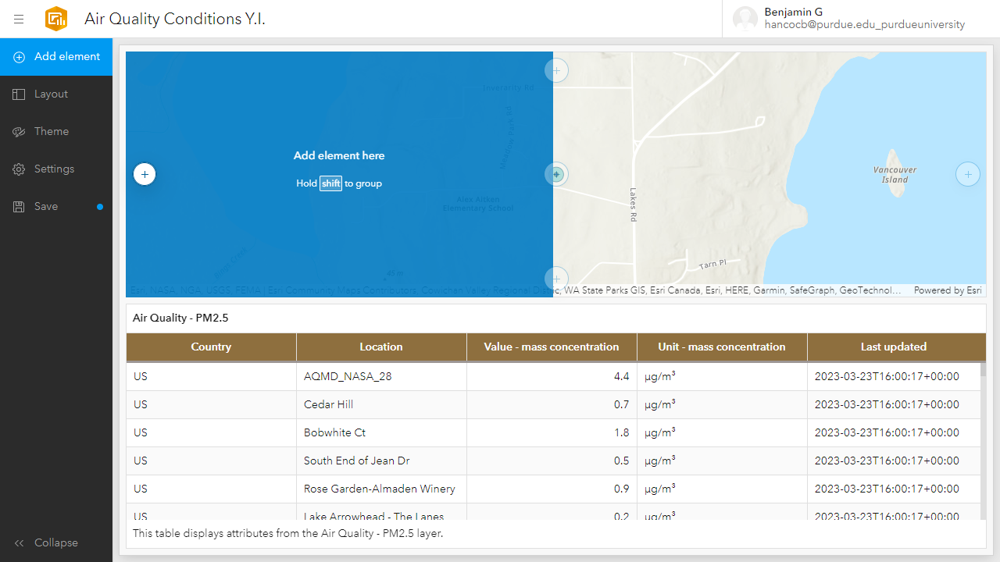 Air Quality Conditions Y.I.
Benjamin G
hancocb@purdue.edu_purdueuniversity
Add element
Layout
Theme
Settings
Save
Collapse
Inverarity Rd
Meadow Park Rd
Add element here
Hold shift to group
Alex Aitken
Elementary School
Lakes Rd
Vancouver
Island
Tarn Pl
45 m
Esri, NASA, NGA, USGS, FEMA | Esri Community Maps Contributors, Cowichan Valley Regional District, WA State Parks GIS, Esri Canada, Esri, HERE, Garmin, SafeGraph, GeoTechnol... Powered by Esri
Air Quality - PM2.5
Country Location Value - mass concentration Unit - mass concentration Last updated
US AQMD_NASA_28 4.4 µg/m³ 2023-03-23T16:00:17+00:00
US Cedar Hill 0.7 µg/m³ 2023-03-23T16:00:17+00:00
US Bobwhite Ct 1.8 µg/m³ 2023-03-23T16:00:17+00:00
US South End of Jean Dr 0.5 µg/m³ 2023-03-23T16:00:17+00:00
US Rose Garden-Almaden Winery 0.9 µg/m³ 2023-03-23T16:00:17+00:00
US Lake Arrowhead - The Lanes 0.2 µg/m³ 2023-03-23T16:00:17+00:00
This table displays attributes from the Air Quality - PM2.5 layer.